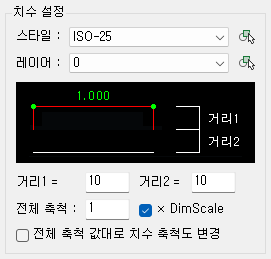 치수 설정
스타일 : ISO-25
레이머 : 0
1.000
거리1
거리2
거리1 = 10 거리2 = 10
전체 축척 : 1 × DimScale
전체 축척 값대로 치수 축척도 변경